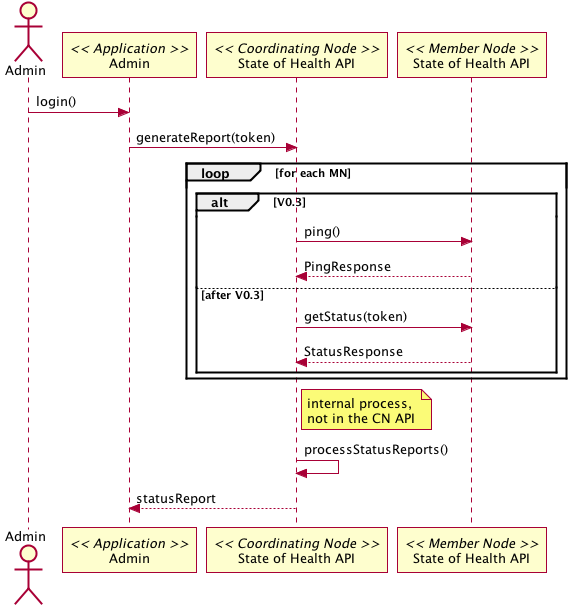 Admin
<< Application >>
Admin
<< Coordinating Node >>
State of Health API
<< Member Node >>
State of Health API
login()
generateReport(token)
loop [for each MN]
alt [V0.3]
ping()
PingResponse
[after V0.3]
getStatus(token)
StatusResponse
internal process,
not in the CN API
processStatusReports()
statusReport
Admin
<< Application >>
Admin
<< Coordinating Node >>
State of Health API
<< Member Node >>
State of Health API